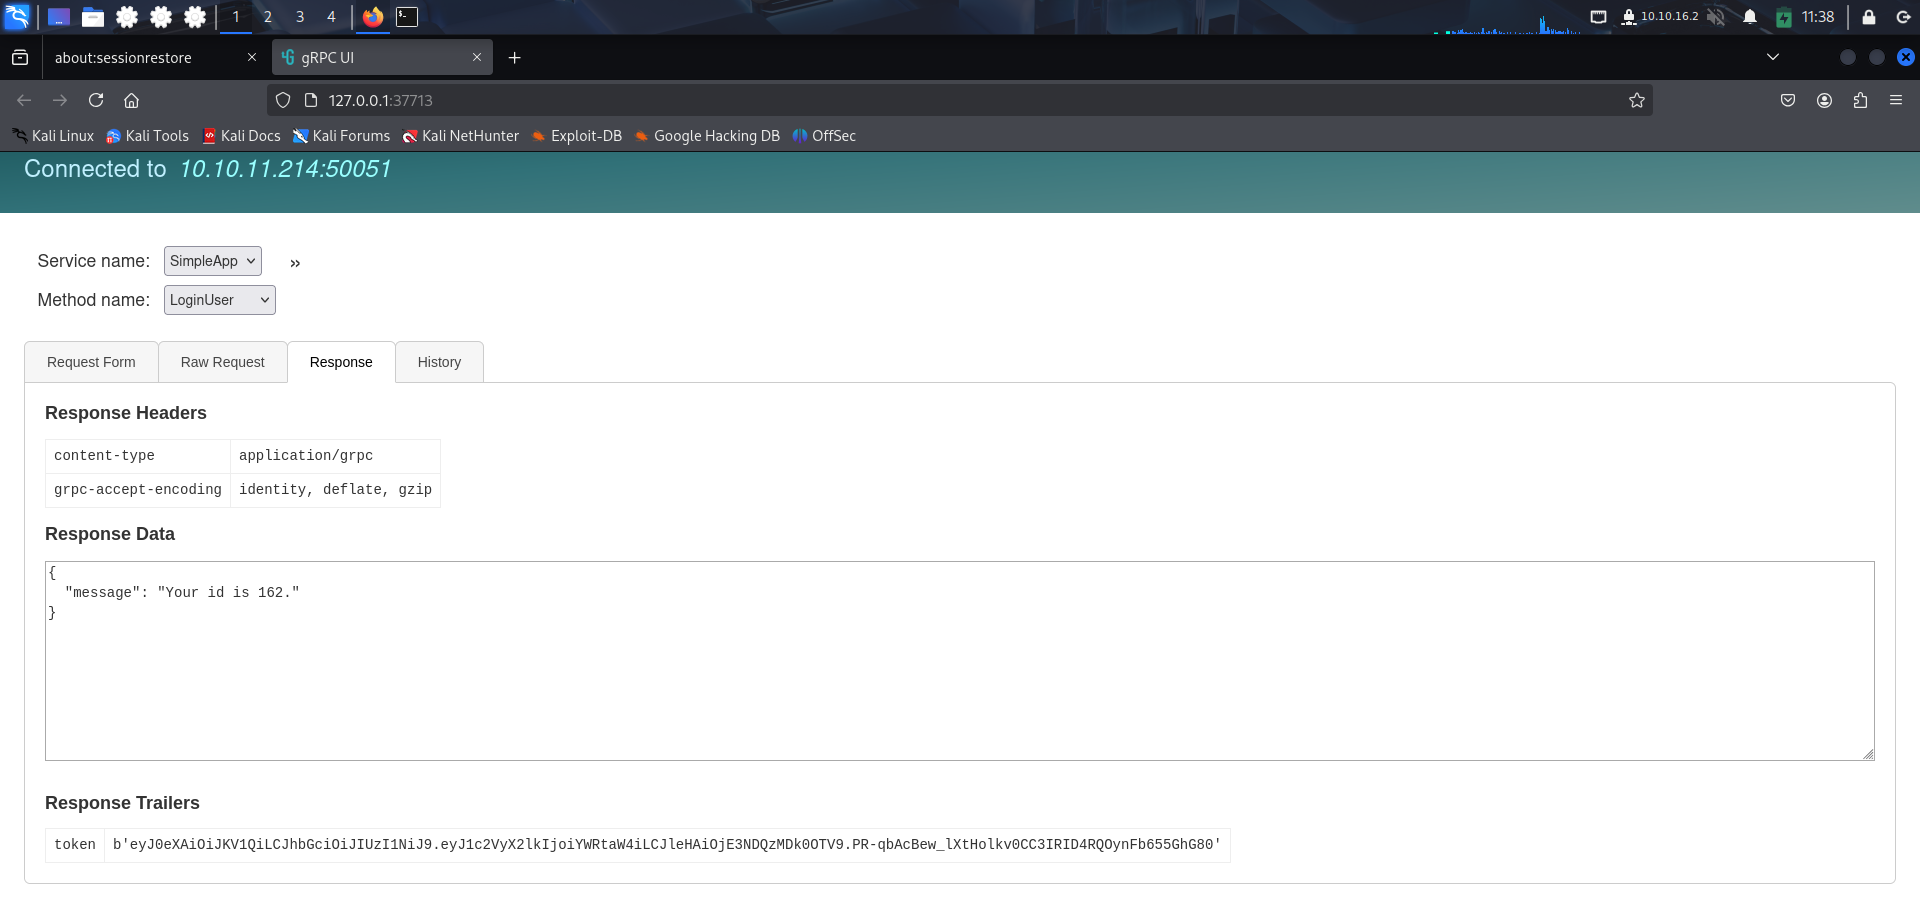 1 2 3 4 10.10.16.2 11:38
about:sessionrestore gRPC UI
127.0.0.1:37713
Kali Linux Kali Tools Kali Docs Kali Forums Kali NetHunter Exploit-DB Google Hacking DB OffSec
Connected to 10.10.11.214:50051
Service name: SimpleApp »
Method name: LoginUser
Request Form Raw Request Response History
Response Headers
content-type application/grpc
grpc-accept-encoding identity, deflate, gzip
Response Data
{
"message": "Your id is 162."
}
Response Trailers
token b'eyJ0eXAiOiJKV1QiLCJhbGciOiJIUzI1NiJ9.eyJ1c2VyX2lkIjoiYWRtaW4iLCJleHAiOjE3NDQzMDk0OTV9.PR-qbAcBew_lXtHolkv0CC3IRID4RQOynFb655GhG80'